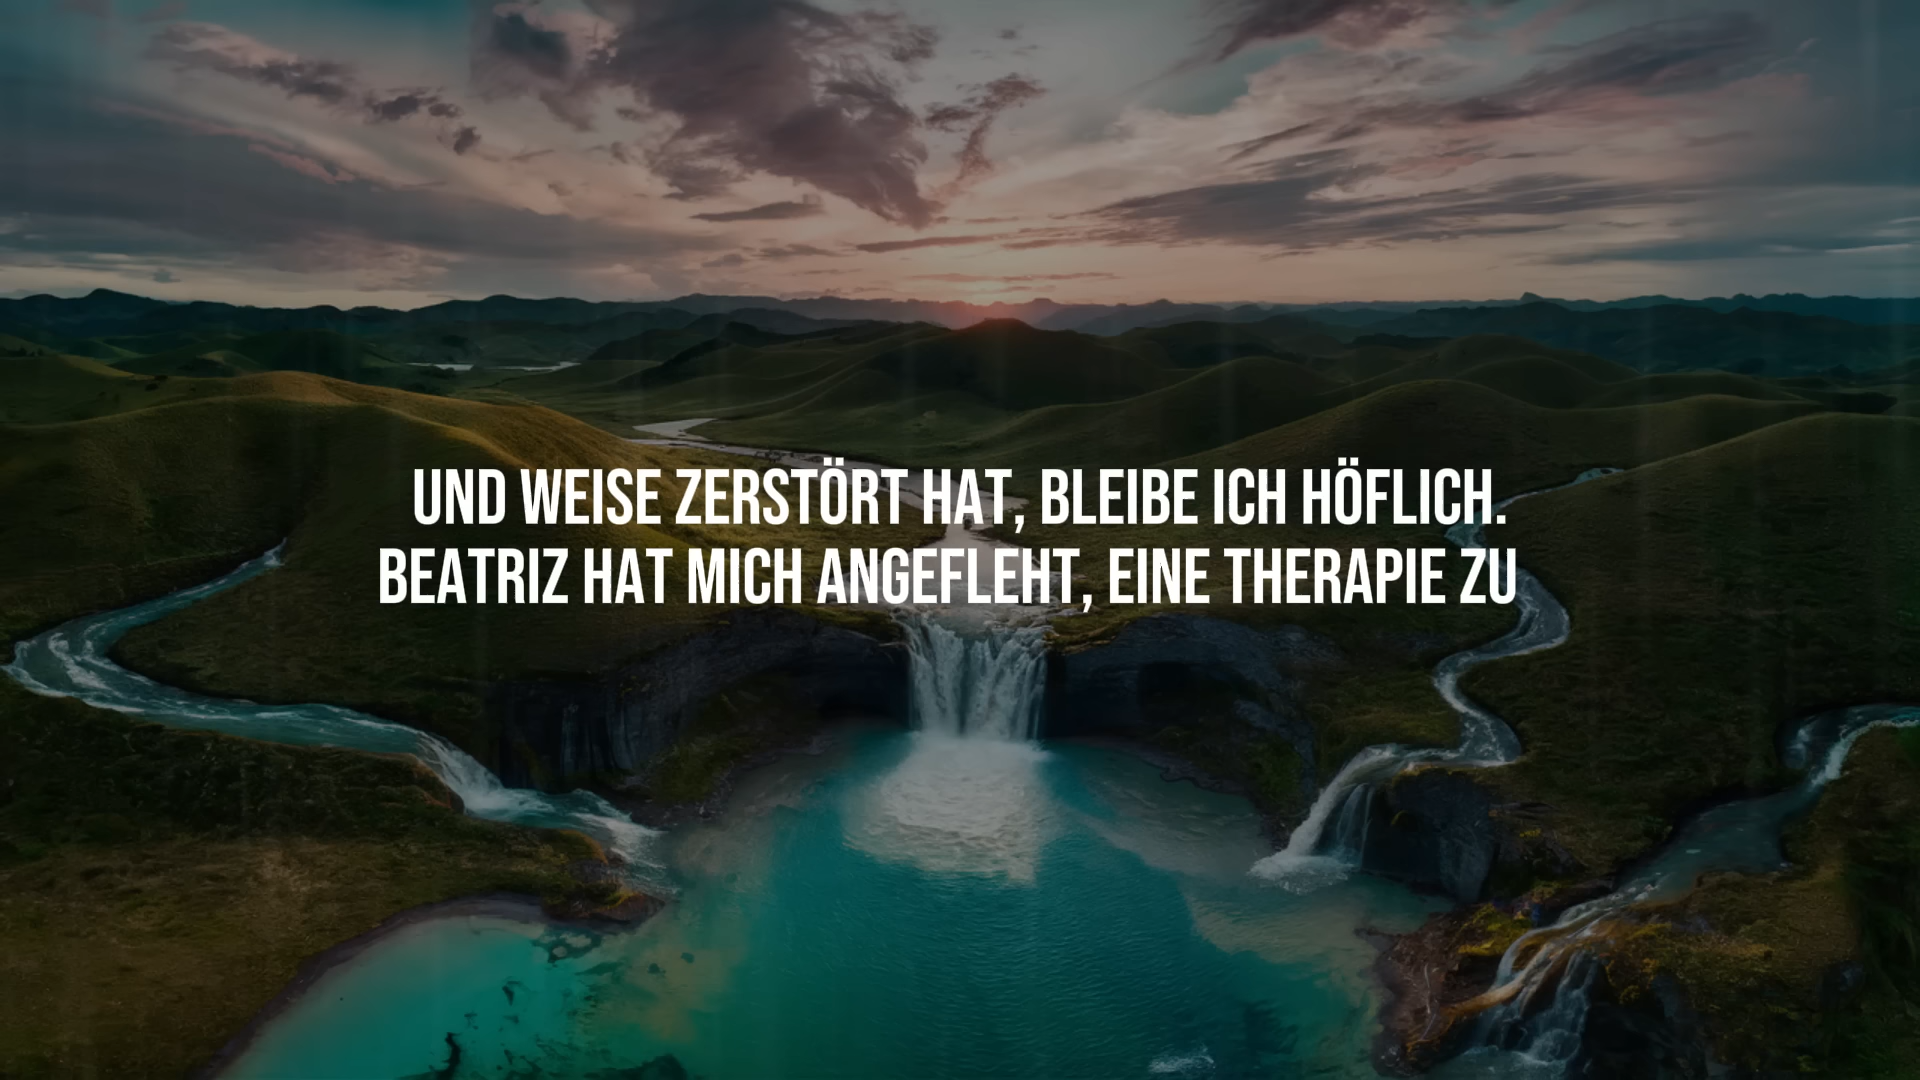 UND WEISE ZERSTÖRT HAT, BLEIBE ICH HÖFLICH.
BEATRIZ HAT MICH ANGEFLEHT, EINE THERAPIE ZU